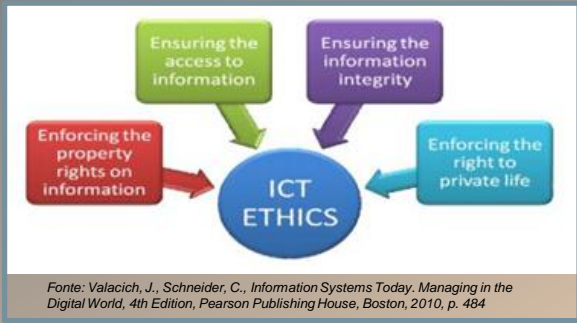 Ensuring the
access to
information
Ensuring the
information
integrity
Enforcing the
property
rights on
information
Enforcing the
right to
private life
ICT
ETHICS
Fonte: Valacich, J., Schneider, C., Information Systems Today. Managing in the
Digital World, 4th Edition, Pearson Publishing House, Boston, 2010, p. 484